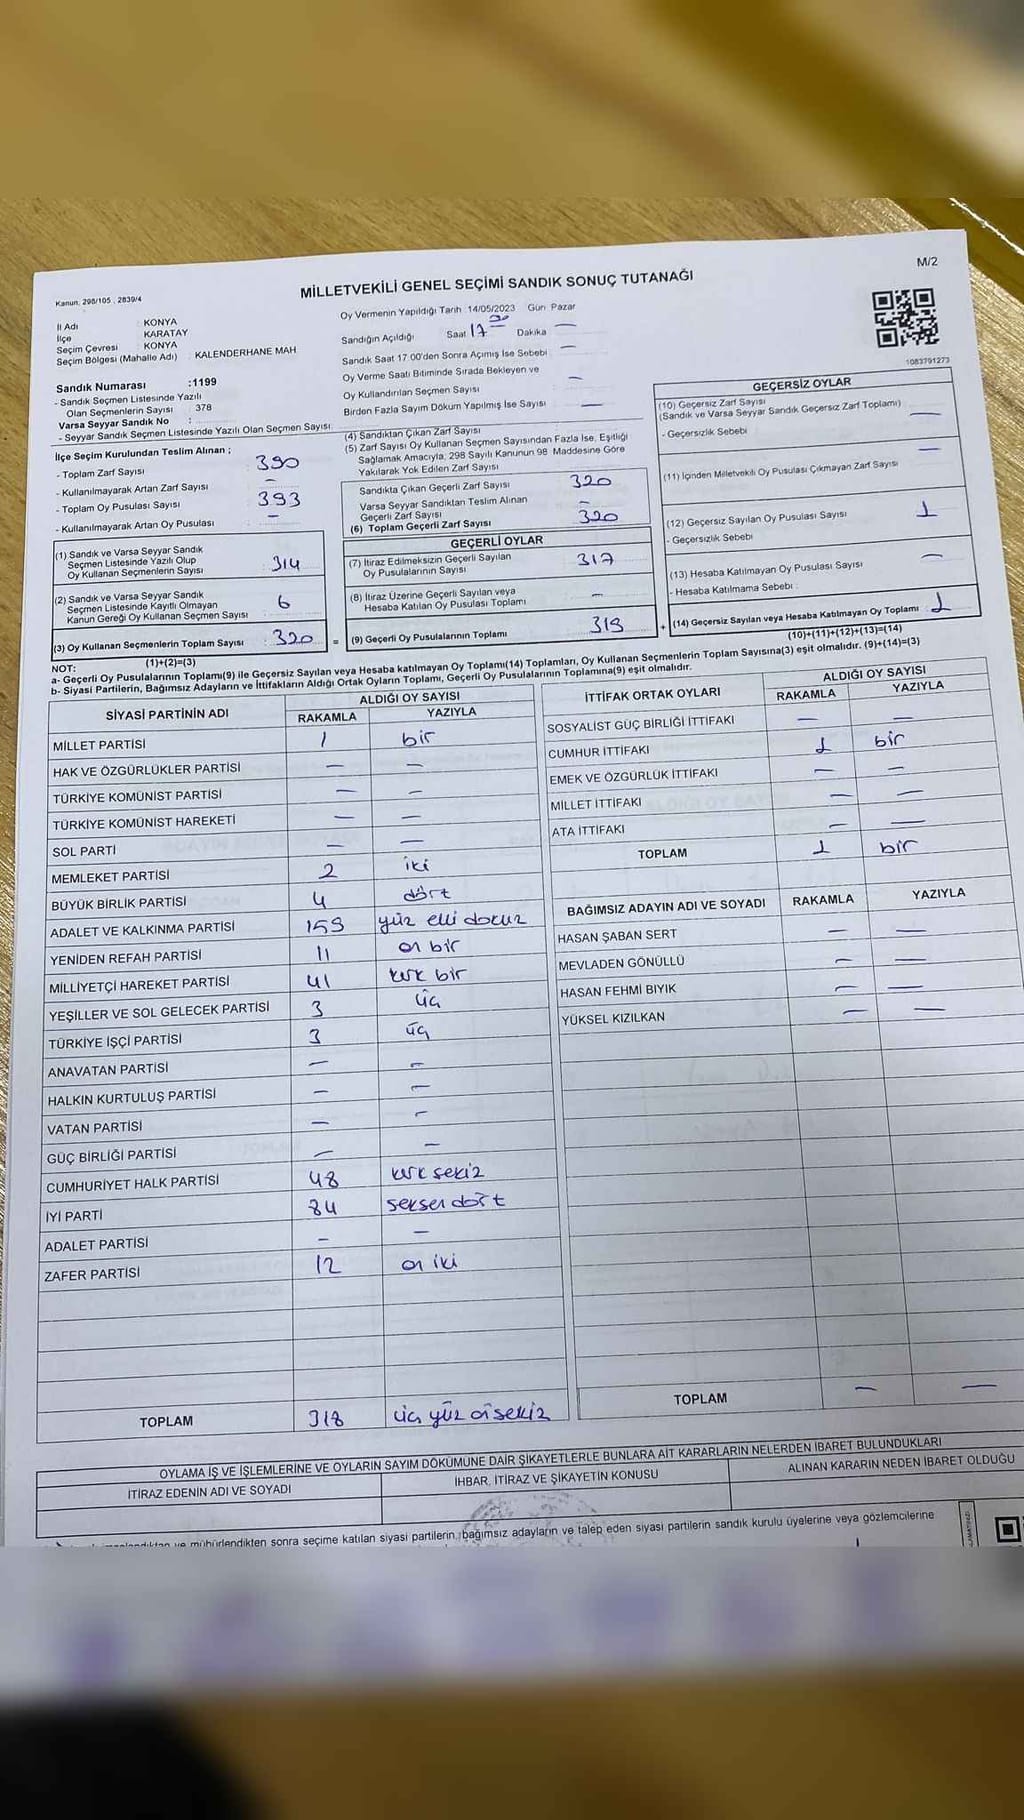 M/2
MİLLETVEKİLİ GENEL SEÇİMİ SANDIK SONUÇ TUTANAĞI
Kanun, 298/105 , 2839/4
İl Adı : KONYA
İlçe : KARATAY
Seçim Çevresi : KONYA
Seçim Bölgesi (Mahalle Adı) : KALENDERHANE MAH
Sandık Numarası :1199
- Sandık Seçmen Listesinde Yazılı
Olan Seçmenlerin Sayısı : 378
Varsa Seyyar Sandık No :
- Seyyar Sandık Seçmen Listesinde Yazılı Olan Seçmen Sayısı :
Oy Vermenin Yapıldığı Tarih :14/05/2023 Gün Pazar
Sandığın Açıldığı Saat 17 Dakika —
Sandık Saat 17.00'den Sonra Açımış İse Sebebi —
Oy Verme Saati Bitiminde Sırada Bekleyen ve
Oy Kullandırılan Seçmen Sayısı —
Birden Fazla Sayım Döküm Yapılmış İse Sayısı —
1083791273
İlçe Seçim Kurulundan Teslim Alınan ;
- Toplam Zarf Sayısı : 390
- Kullanılmayarak Artan Zarf Sayısı : —
- Toplam Oy Pusulası Sayısı : 393
- Kullanılmayarak Artan Oy Pusulası : —
(4) Sandıktan Çıkan Zarf Sayısı
(5) Zarf Sayısı Oy Kullanan Seçmen Sayısından Fazla İse, Eşitliği
Sağlamak Amacıyla, 298 Sayılı Kanunun 98 Maddesine Göre
Yakılarak Yok Edilen Zarf Sayısı
Sandıkta Çıkan Geçerli Zarf Sayısı : 320
Varsa Seyyar Sandıktan Teslim Alınan
Geçerli Zarf Sayısı : —
(6) Toplam Geçerli Zarf Sayısı : 320
GEÇERSİZ OYLAR
(10) Geçersiz Zarf Sayısı
(Sandık ve Varsa Seyyar Sandık Geçersiz Zarf Toplamı) —
- Geçersizlik Sebebi
(11) İçinden Milletvekili Oy Pusulası Çıkmayan Zarf Sayısı —
(12) Geçersiz Sayılan Oy Pusulası Sayısı 1
- Geçersizlik Sebebi
(13) Hesaba Katılmayan Oy Pusulası Sayısı —
- Hesaba Katılmama Sebebi :
(14) Geçersiz Sayılan veya Hesaba Katılmayan Oy Toplamı 1
(10)+(11)+(12)+(13)=(14)
(1) Sandık ve Varsa Seyyar Sandık
Seçmen Listesinde Yazılı Olup
Oy Kullanan Seçmenlerin Sayısı : 314
(2) Sandık ve Varsa Seyyar Sandık
Seçmen Listesinde Kayıtlı Olmayan
Kanun Gereği Oy Kullanan Seçmen Sayısı : 6
(3) Oy Kullanan Seçmenlerin Toplam Sayısı : 320
(1)+(2)=(3)
GEÇERLİ OYLAR
(7) İtiraz Edilmeksizin Geçerli Sayılan
Oy Pusulalarının Sayısı : 317
(8) İtiraz Üzerine Geçerli Sayılan veya
Hesaba Katılan Oy Pusulası Toplamı : —
= (9) Geçerli Oy Pusulalarının Toplamı : 319 +
NOT:
a- Geçerli Oy Pusulalarının Toplamı(9) ile Geçersiz Sayılan veya Hesaba katılmayan Oy Toplamı(14) Toplamları, Oy Kullanan Seçmenlerin Toplam Sayısına(3) eşit olmalıdır. (9)+(14)=(3)
b- Siyasi Partilerin, Bağımsız Adayların ve İttifakların Aldığı Ortak Oyların Toplamı, Geçerli Oy Pusulalarının Toplamına(9) eşit olmalıdır.
SİYASİ PARTİNİN ADI ALDIĞI OY SAYISI
RAKAMLA YAZIYLA
MİLLET PARTİSİ 1 bir
HAK VE ÖZGÜRLÜKLER PARTİSİ — —
TÜRKİYE KOMÜNİST PARTİSİ — —
TÜRKİYE KOMÜNİST HAREKETİ — —
SOL PARTİ — —
MEMLEKET PARTİSİ 2 iki
BÜYÜK BİRLİK PARTİSİ 4 dört
ADALET VE KALKINMA PARTİSİ 159 yüz elli dokuz
YENİDEN REFAH PARTİSİ 11 on bir
MİLLİYETÇİ HAREKET PARTİSİ 41 kırk bir
YEŞİLLER VE SOL GELECEK PARTİSİ 3 üç
TÜRKİYE İŞÇİ PARTİSİ 3 üç
ANAVATAN PARTİSİ — —
HALKIN KURTULUŞ PARTİSİ — —
VATAN PARTİSİ — —
GÜÇ BİRLİĞİ PARTİSİ — —
CUMHURİYET HALK PARTİSİ 48 kırk sekiz
İYİ PARTİ 34 seksen dört
ADALET PARTİSİ — —
ZAFER PARTİSİ 12 on iki
TOPLAM 318 üç yüz on sekiz
İTTİFAK ORTAK OYLARI ALDIĞI OY SAYISI
RAKAMLA YAZIYLA
SOSYALİST GÜÇ BİRLİĞİ İTTİFAKI — —
CUMHUR İTTİFAKI 1 bir
EMEK VE ÖZGÜRLÜK İTTİFAKI — —
MİLLET İTTİFAKI — —
ATA İTTİFAKI — —
TOPLAM 1 bir
BAĞIMSIZ ADAYIN ADI VE SOYADI RAKAMLA YAZIYLA
HASAN ŞABAN SERT — —
MEVLADEN GÖNÜLLÜ — —
HASAN FEHMİ BIYIK — —
YÜKSEL KIZILKAN — —
TOPLAM — —
OYLAMA İŞ VE İŞLEMLERİNE VE OYLARIN SAYIM DÖKÜMÜNE DAİR ŞİKAYETLERLE BUNLARA AİT KARARLARIN NELERDEN İBARET BULUNDUKLARI
İTİRAZ EDENİN ADI VE SOYADI İHBAR, İTİRAZ VE ŞİKAYETİN KONUSU ALINAN KARARIN NEDEN İBARET OLDUĞU
ve mühürlendikten sonra seçime katılan siyasi partilerin, bağımsız adayların ve talep eden siyasi partilerin sandık kurulu üyelerine veya gözlemcilerine